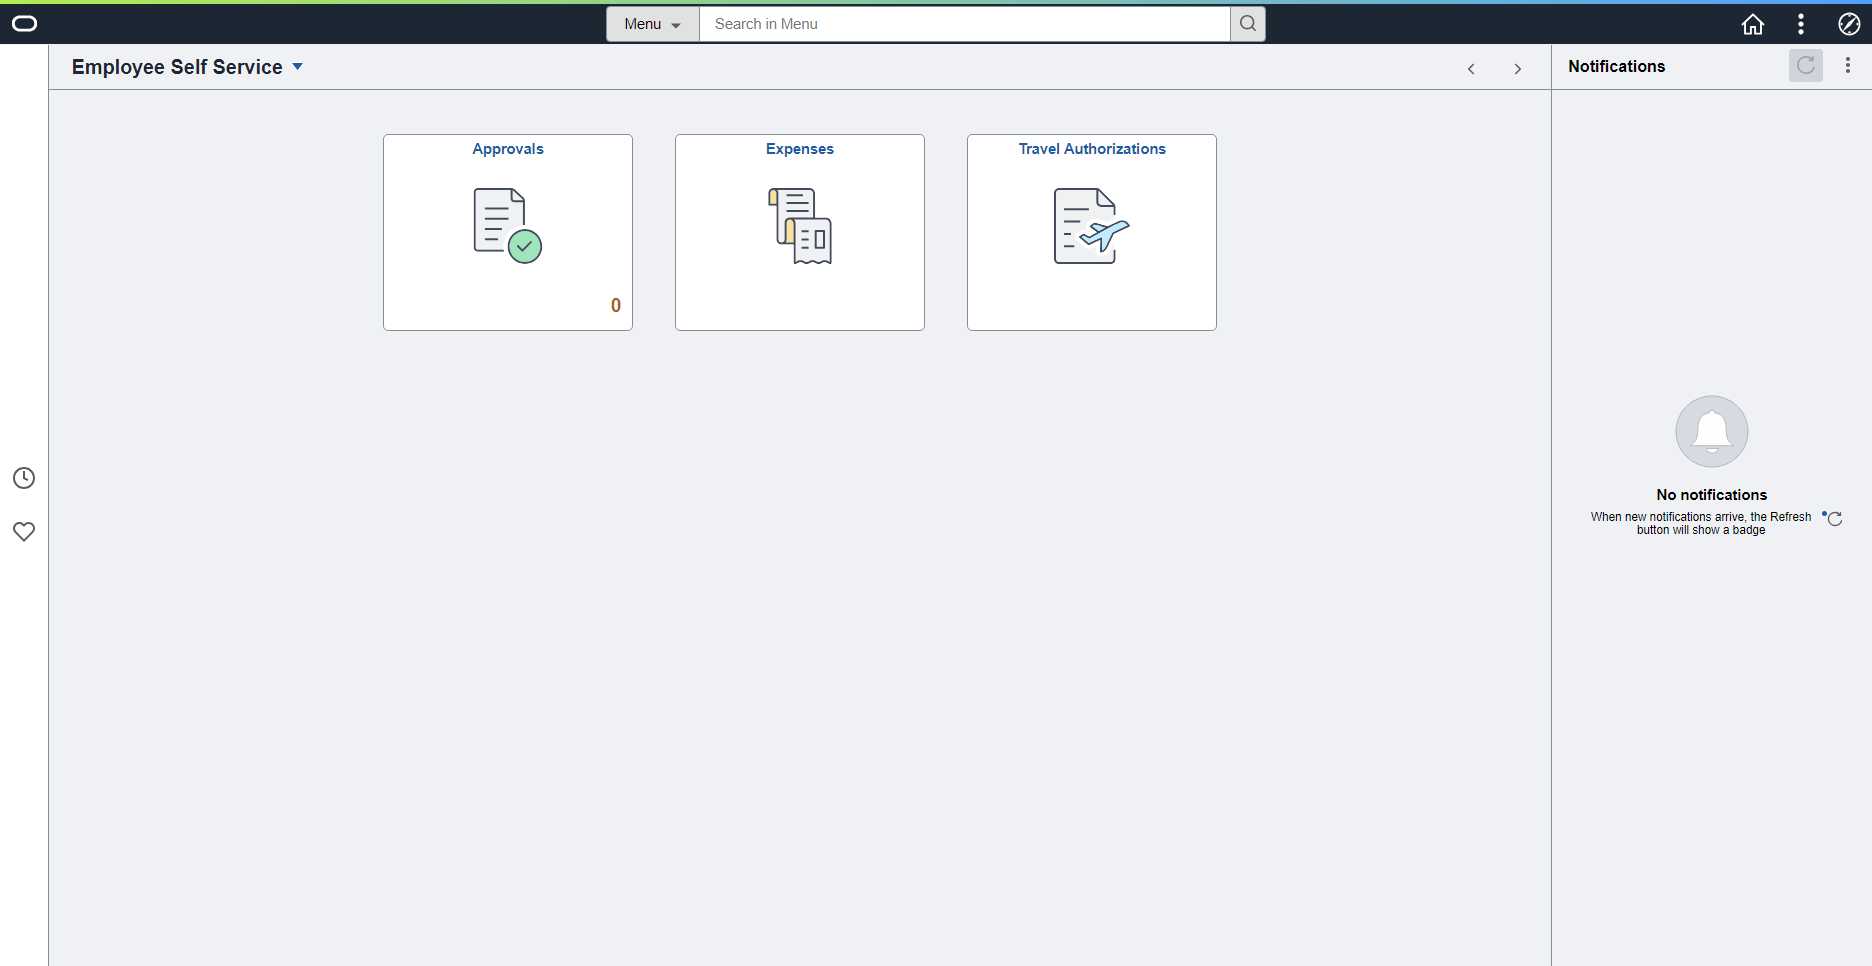 Menu
Search in Menu
Employee Self Service
Notifications
Approvals
0
Expenses
Travel Authorizations
No notifications
When new notifications arrive, the Refresh
button will show a badge